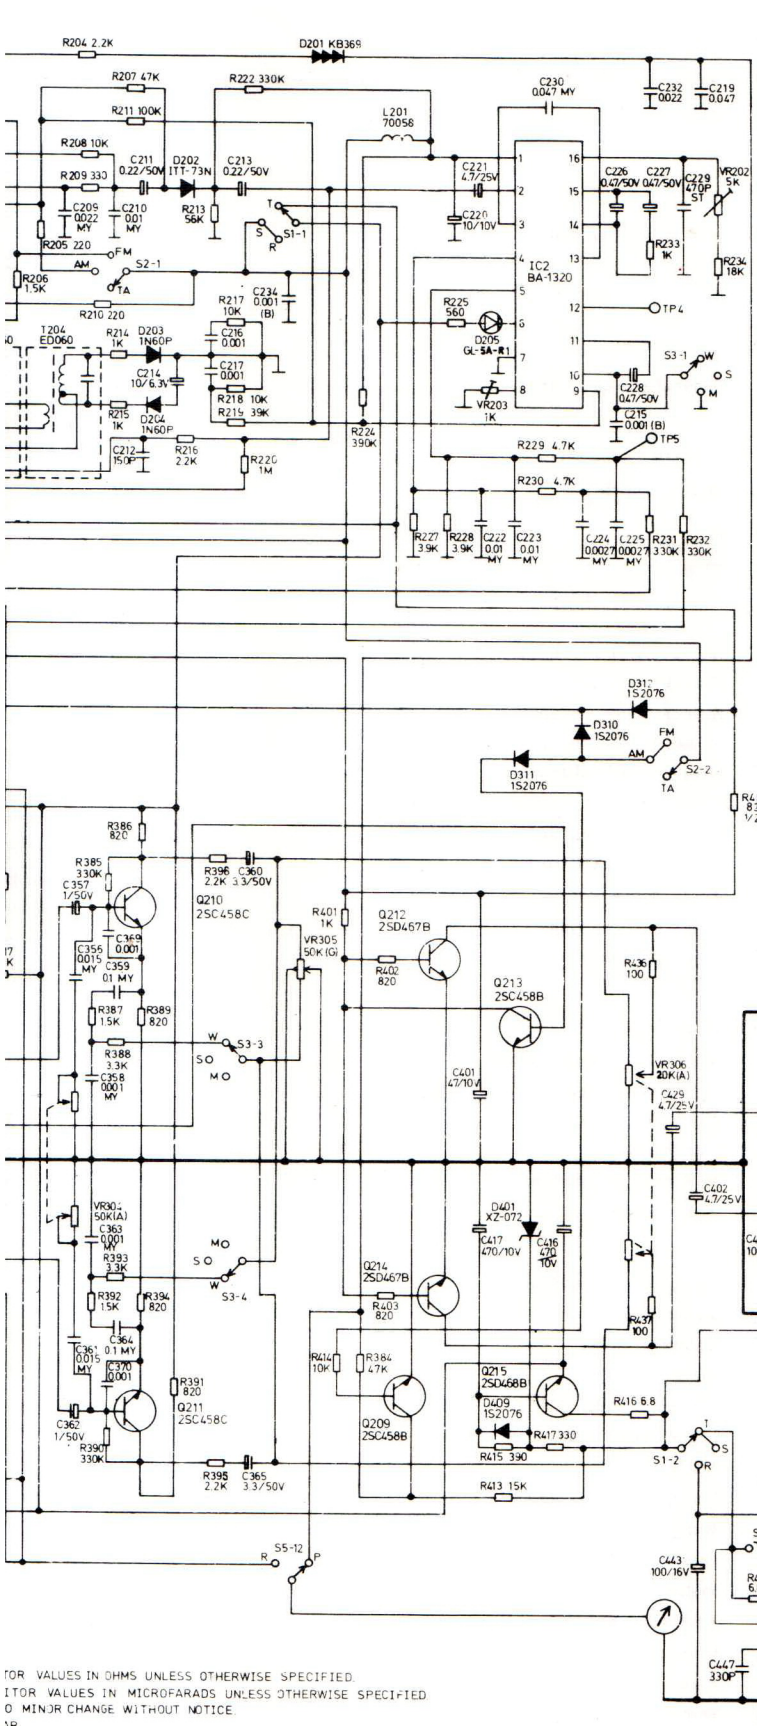 R204 2.2K
D201 KB369
R207 47K
R222 330K
C230
0.047 MY
C232
0.022
C219
0.047
R211 100K
L201
70058
R208 10K
C211
0.22/50V
D202
ITT-73N
C213
0.22/50V
C221
4.7/25V
C226
0.47/50V
C227
0.47/50V
C229
470P
ST
VR202
5K
R209 330
C209
0.022
MY
C210
0.01
MY
R213
56K
T
S
R
S1-1
C220
10/10V
1
2
3
4
5
6
7
8
16
15
14
13
12
11
10
9
IC2
BA-1320
R233
1K
R234
18K
R205 220
FM
AM
TA
S2-1
R206
1.5K
R210 220
R217
10K
C234
0.001
(B)
R225
560
D205
GL-5A-R1
TP4
T204
ED060
R214
1K
D203
1N60P
C216
0.001
C214
10/6.3V
C217
0.001
R218 10K
R219 39K
R215
1K
D204
1N60P
VR203
1K
S3-1
W
S
M
C228
0.47/50V
C215
0.001 (B)
TP5
C212
150P
R216
2.2K
R220
1M
R224
390K
R229 4.7K
R230 4.7K
R227
3.9K
R228
3.9K
C222
0.01
MY
C223
0.01
MY
C224
0.0027
MY
C225
0.0027
MY
R231
330K
R232
330K
D312
1S2076
D310
1S2076
FM
AM
TA
S2-2
D311
1S2076
R386
820
R385
330K
C357
1/50V
R396
2.2K
C360
3.3/50V
Q210
2SC458C
C356
0.015
MY
C369
0.001
C359
0.1 MY
R401
1K
VR305
50K(G)
Q212
2SD467B
R402
820
Q213
2SC458B
R436
100
R387
1.5K
R389
820
R388
3.3K
C358
0.001
MY
W
S
M
S3-3
C401
47/10V
VR306
20K(A)
C429
4.7/25V
VR304
50K(A)
C363
0.001
MY
R393
3.3K
M
S
W
S3-4
C417
470/10V
D401
XZ-072
C416
470
10V
C402
4.7/25V
R392
1.5K
R394
820
C364
0.1 MY
C361
0.015
MY
C370
0.001
Q214
2SD467B
R403
820
R437
100
R414
10K
R384
47K
R391
820
Q211
2SC458C
C362
1/50V
R390
330K
R395
2.2K
C365
3.3/50V
Q209
2SC458B
Q215
2SD468B
D409
1S2076
R416 6.8
R417 330
R415 390
R413 15K
T
S
R
S1-2
S5-12
R
P
C443
100/16V
C447
330P
TOR VALUES IN OHMS UNLESS OTHERWISE SPECIFIED.
ITOR VALUES IN MICROFARADS UNLESS OTHERWISE SPECIFIED
O MINOR CHANGE WITHOUT NOTICE.